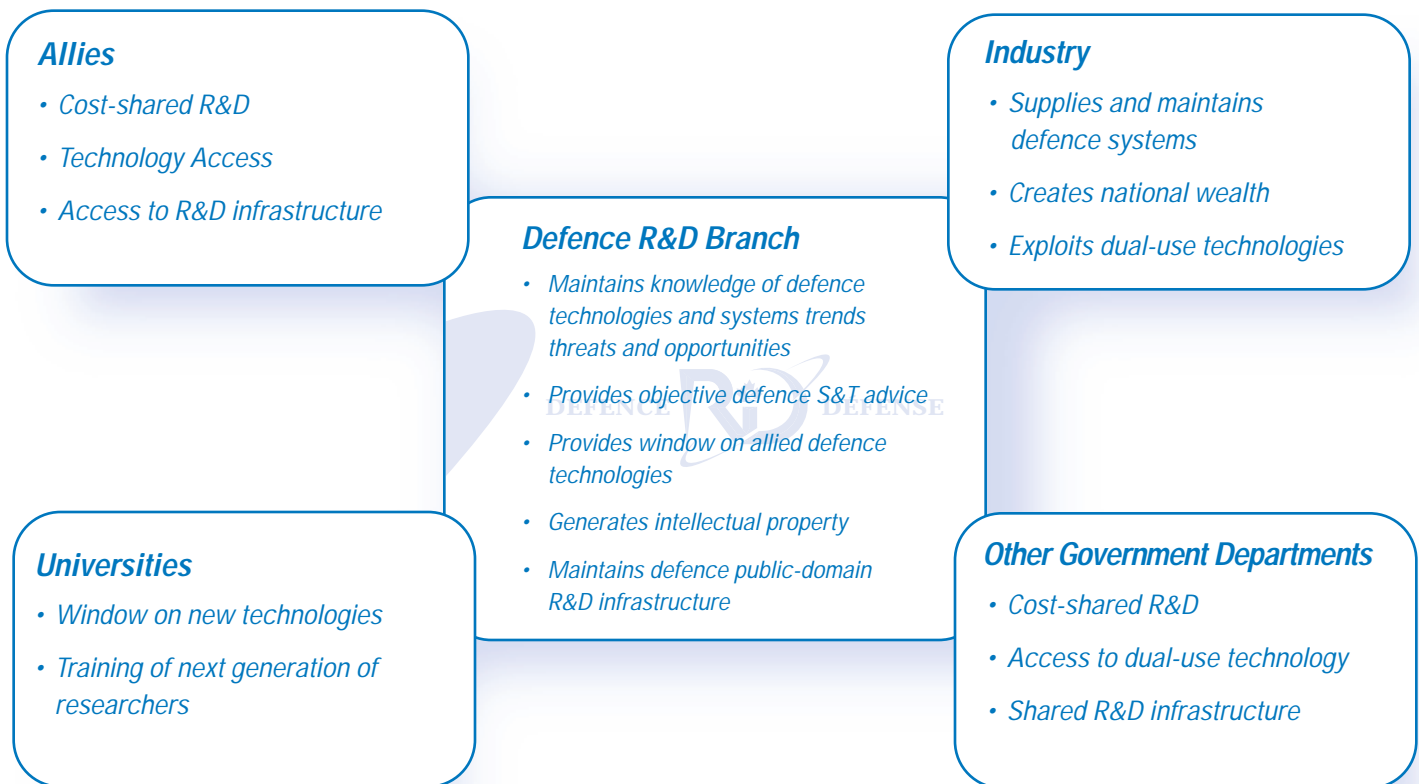 Allies
• Cost-shared R&D
• Technology Access
• Access to R&D infrastructure
Industry
• Supplies and maintains
defence systems
• Creates national wealth
• Exploits dual-use technologies
Defence R&D Branch
• Maintains knowledge of defence
technologies and systems trends
threats and opportunities
• Provides objective defence S&T advice
DEFENCE R D DEFENSE
• Provides window on allied defence
technologies
• Generates intellectual property
• Maintains defence public-domain
R&D infrastructure
Universities
• Window on new technologies
• Training of next generation of
researchers
Other Government Departments
• Cost-shared R&D
• Access to dual-use technology
• Shared R&D infrastructure